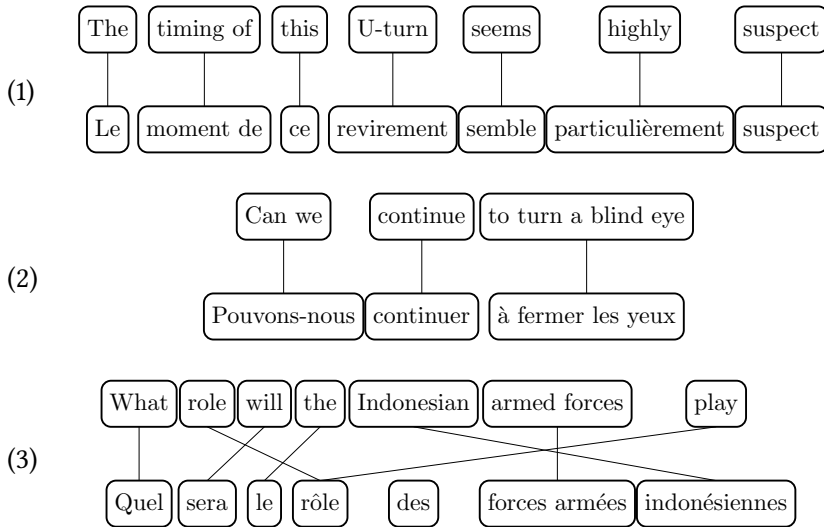 The timing of this U-turn seems highly suspect
(1)
Le moment de ce revirement semble particulièrement suspect
Can we continue to turn a blind eye
(2)
Pouvons-nous continuer à fermer les yeux
What role will the Indonesian armed forces play
(3)
Quel sera le rôle des forces armées indonésiennes